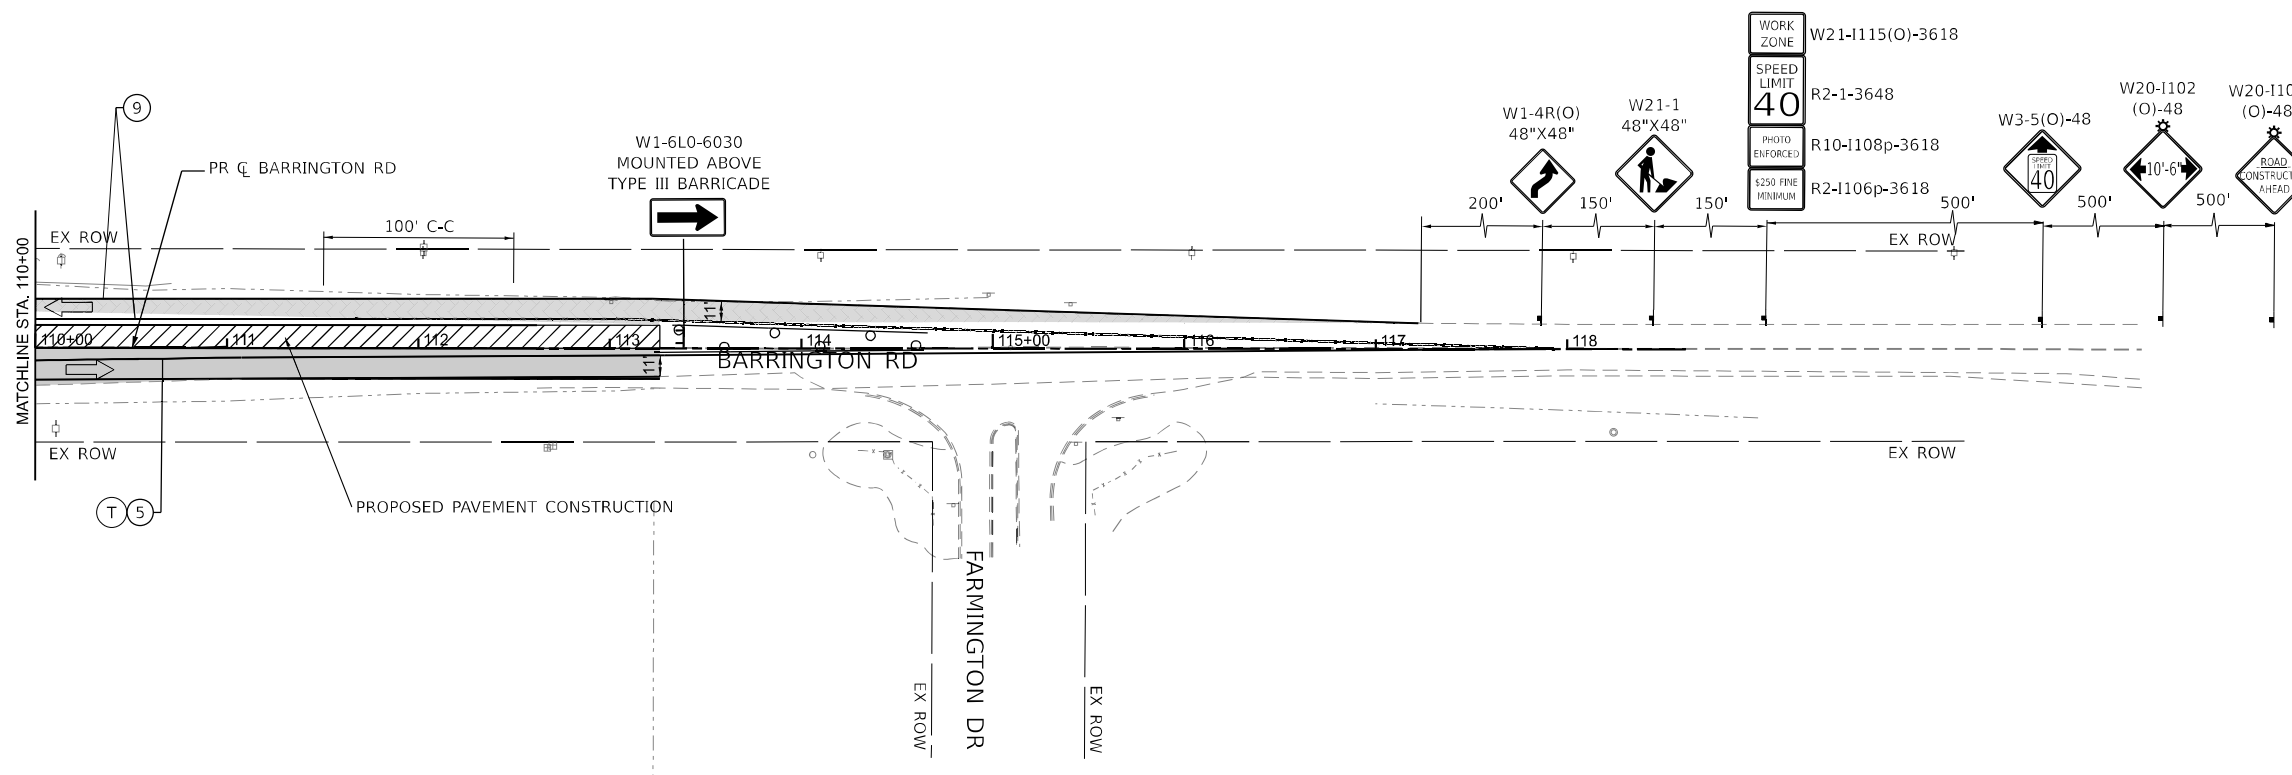 WORK
ZONE
W21-I115(O)-3618
SPEED
LIMIT
40
R2-1-3648
PHOTO
ENFORCED
R10-I108p-3618
$250 FINE
MINIMUM
R2-I106p-3618
W3-5(O)-48
SPEED
LIMIT
40
W20-I102
(O)-48
10'-6"
W20-I10
(O)-48
ROAD
CONSTRUCT
AHEAD
W1-4R(O)
48"X48"
W21-1
48"X48"
9
PR ℄ BARRINGTON RD
W1-6L0-6030
MOUNTED ABOVE
TYPE III BARRICADE
200'
150'
150'
500'
500'
500'
100' C-C
EX ROW
EX ROW
MATCHLINE STA. 110+00
11'
110+00
111
112
113
114
115+00
116
117
118
11'
BARRINGTON RD
EX ROW
EX ROW
T
5
PROPOSED PAVEMENT CONSTRUCTION
FARMINGTON DR
EX ROW
EX ROW